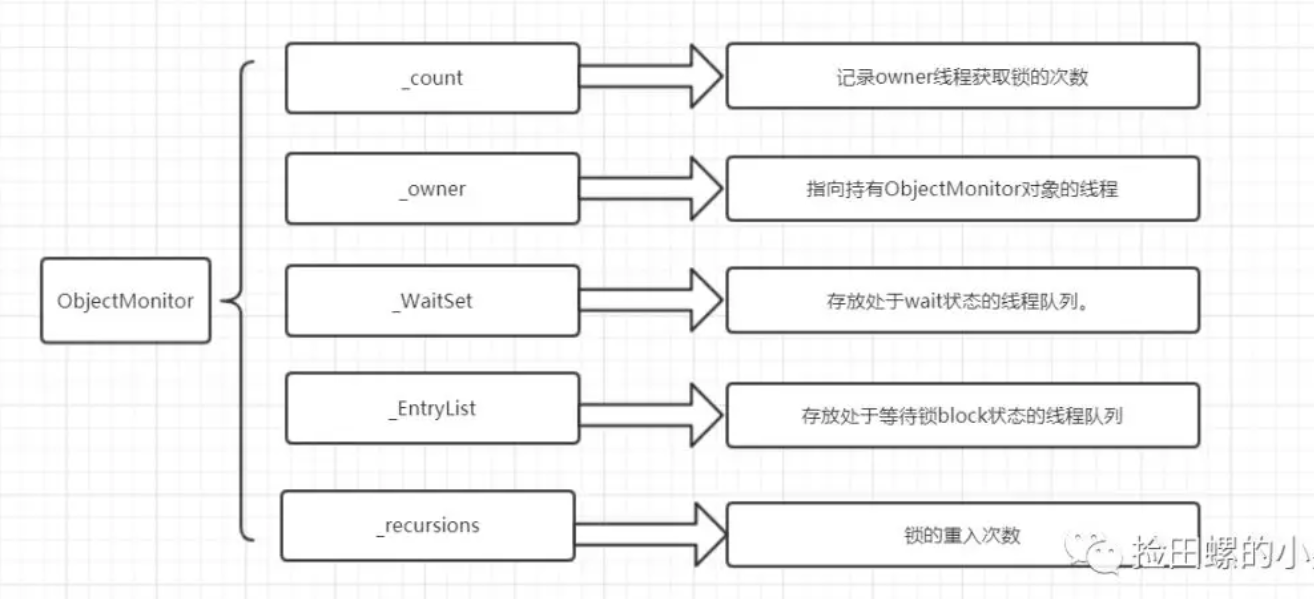 _count
记录owner线程获取锁的次数
_owner
指向持有ObjectMonitor对象的线程
ObjectMonitor
_WaitSet
存放处于wait状态的线程队列。
_EntryList
存放处于等待锁block状态的线程队列
_recursions
锁的重入次数
捡田螺的小